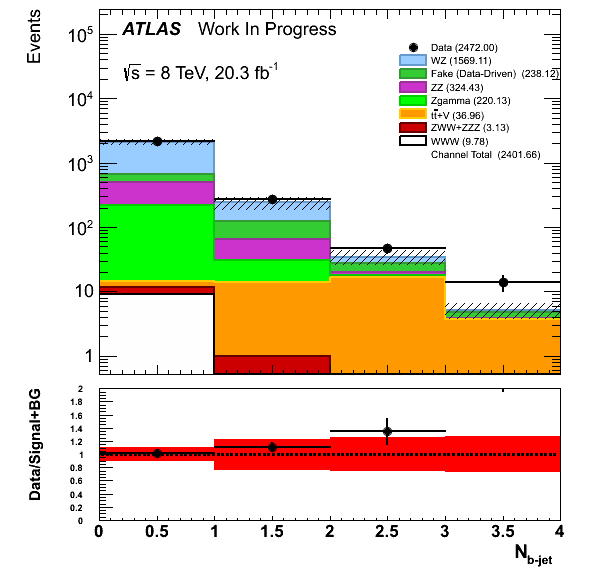 Events
ATLAS Work In Progress
√s = 8 TeV, 20.3 fb⁻¹
Data (2472.00)
WZ (1569.11)
Fake (Data-Driven) (238.12)
ZZ (324.43)
Zgamma (220.13)
tt̄+V (36.96)
ZWW+ZZZ (3.13)
WWW (9.78)
Channel Total (2401.66)
10⁵
10⁴
10³
10²
10
1
Data/Signal+BG
2
1.8
1.6
1.4
1.2
1
0.8
0.6
0.4
0.2
0
0 0.5 1 1.5 2 2.5 3 3.5 4
N_b-jet